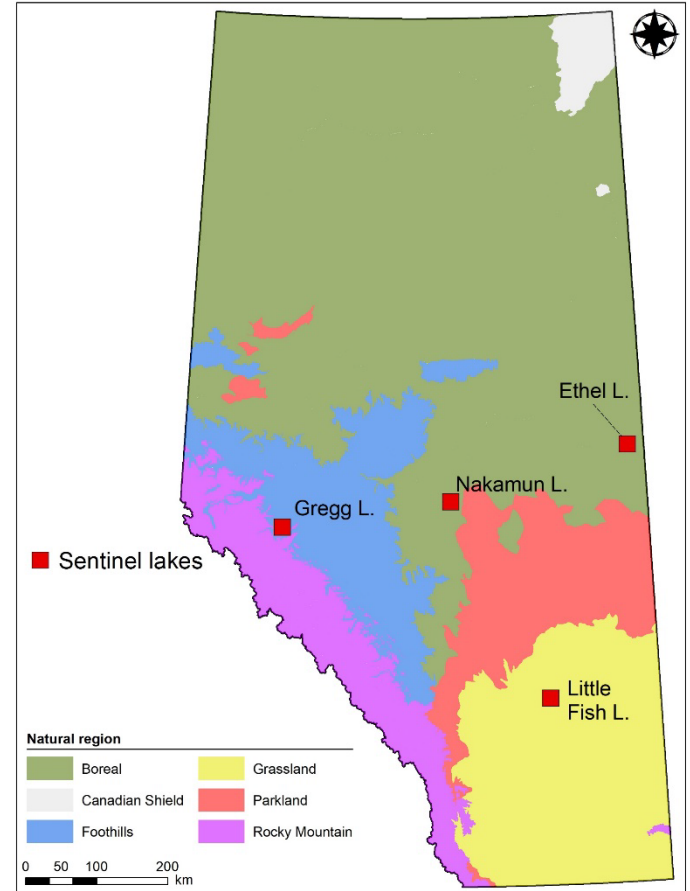 Ethel L.
Nakamun L.
Gregg L.
Sentinel lakes
Little
Fish L.
Natural region
Boreal
Grassland
Canadian Shield
Parkland
Foothills
Rocky Mountain
0 50 100 200
km